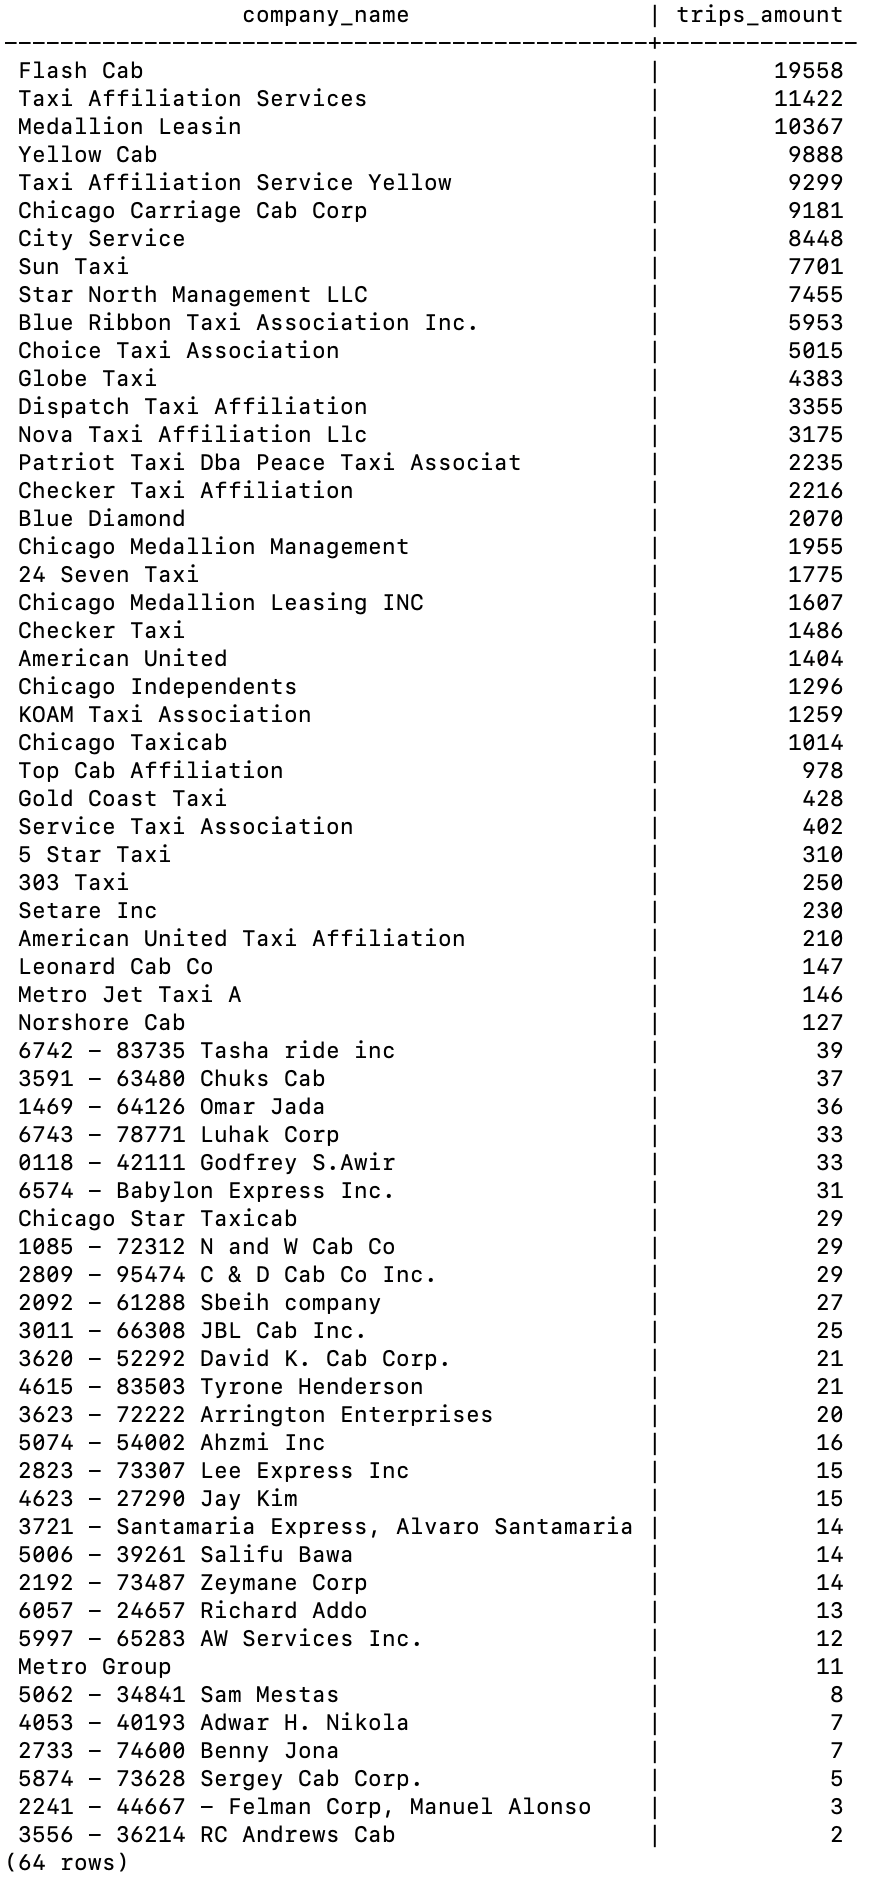 company_name | trips_amount
---------------------------------------------+--------------
Flash Cab | 19558
Taxi Affiliation Services | 11422
Medallion Leasin | 10367
Yellow Cab | 9888
Taxi Affiliation Service Yellow | 9299
Chicago Carriage Cab Corp | 9181
City Service | 8448
Sun Taxi | 7701
Star North Management LLC | 7455
Blue Ribbon Taxi Association Inc. | 5953
Choice Taxi Association | 5015
Globe Taxi | 4383
Dispatch Taxi Affiliation | 3355
Nova Taxi Affiliation Llc | 3175
Patriot Taxi Dba Peace Taxi Associat | 2235
Checker Taxi Affiliation | 2216
Blue Diamond | 2070
Chicago Medallion Management | 1955
24 Seven Taxi | 1775
Chicago Medallion Leasing INC | 1607
Checker Taxi | 1486
American United | 1404
Chicago Independents | 1296
KOAM Taxi Association | 1259
Chicago Taxicab | 1014
Top Cab Affiliation | 978
Gold Coast Taxi | 428
Service Taxi Association | 402
5 Star Taxi | 310
303 Taxi | 250
Setare Inc | 230
American United Taxi Affiliation | 210
Leonard Cab Co | 147
Metro Jet Taxi A | 146
Norshore Cab | 127
6742 - 83735 Tasha ride inc | 39
3591 - 63480 Chuks Cab | 37
1469 - 64126 Omar Jada | 36
6743 - 78771 Luhak Corp | 33
0118 - 42111 Godfrey S.Awir | 33
6574 - Babylon Express Inc. | 31
Chicago Star Taxicab | 29
1085 - 72312 N and W Cab Co | 29
2809 - 95474 C & D Cab Co Inc. | 29
2092 - 61288 Sbeih company | 27
3011 - 66308 JBL Cab Inc. | 25
3620 - 52292 David K. Cab Corp. | 21
4615 - 83503 Tyrone Henderson | 21
3623 - 72222 Arrington Enterprises | 20
5074 - 54002 Ahzmi Inc | 16
2823 - 73307 Lee Express Inc | 15
4623 - 27290 Jay Kim | 15
3721 - Santamaria Express, Alvaro Santamaria | 14
5006 - 39261 Salifu Bawa | 14
2192 - 73487 Zeymane Corp | 14
6057 - 24657 Richard Addo | 13
5997 - 65283 AW Services Inc. | 12
Metro Group | 11
5062 - 34841 Sam Mestas | 8
4053 - 40193 Adwar H. Nikola | 7
2733 - 74600 Benny Jona | 7
5874 - 73628 Sergey Cab Corp. | 5
2241 - 44667 - Felman Corp, Manuel Alonso | 3
3556 - 36214 RC Andrews Cab | 2
(64 rows)